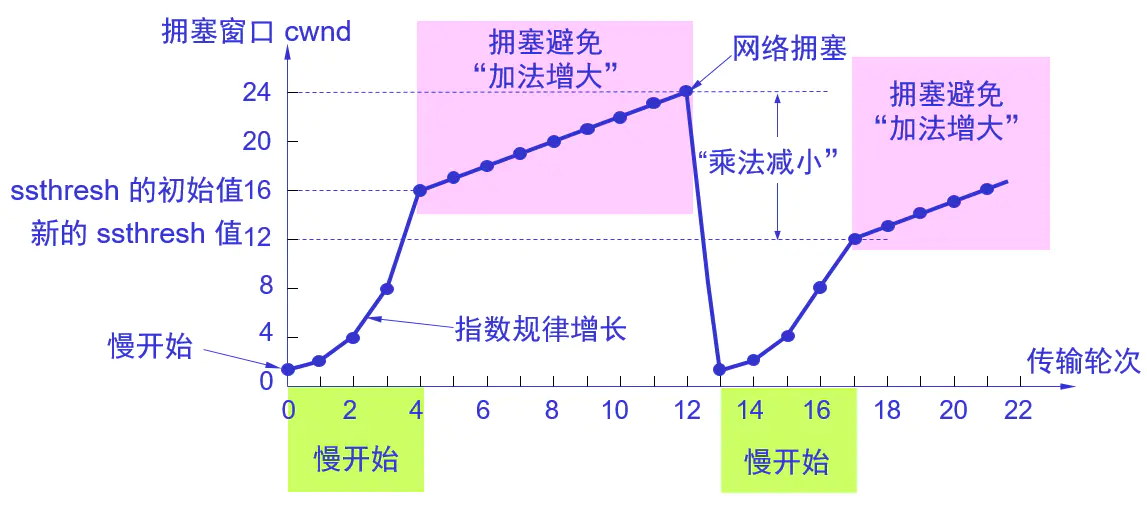 拥塞窗口 cwnd
拥塞避免
“加法增大”
网络拥塞
24
拥塞避免
“加法增大”
20
“乘法减小”
ssthresh 的初始值16
新的 ssthresh 值12
8
4
指数规律增长
慢开始
传输轮次
0
0 2 4 6 8 10 12 14 16 18 20 22
慢开始
慢开始